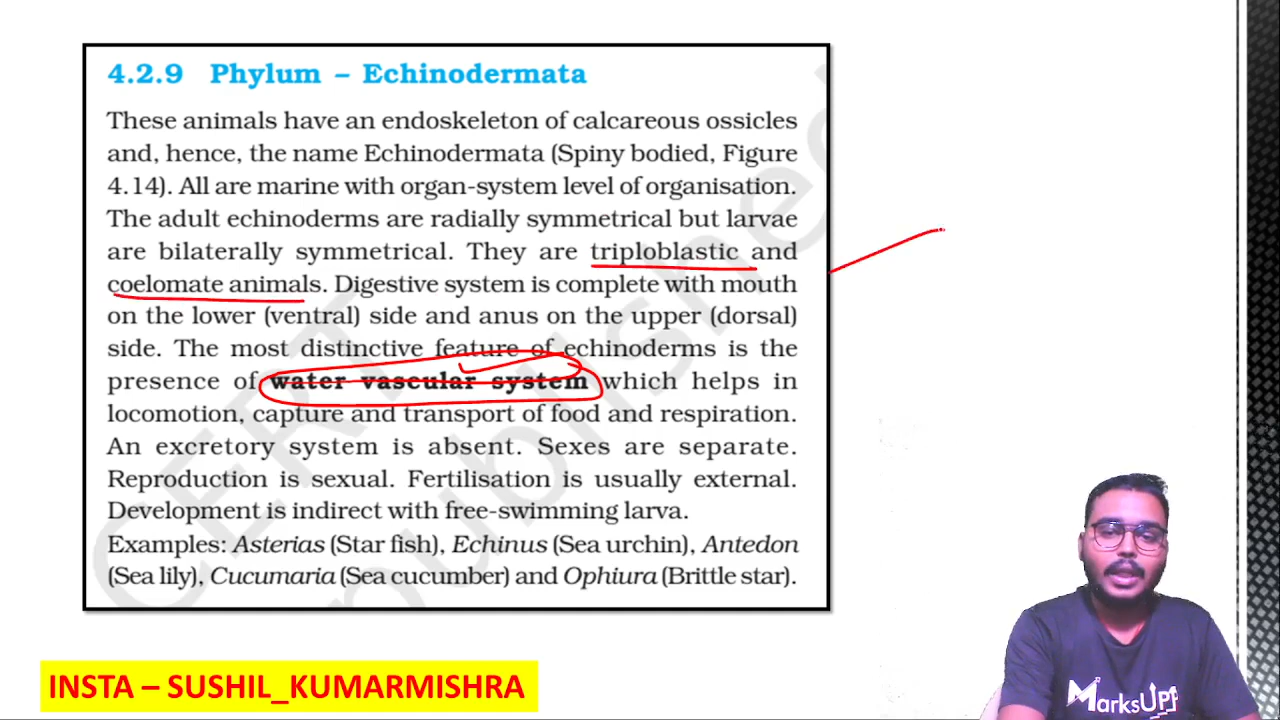 4.2.9 Phylum – Echinodermata
These animals have an endoskeleton of calcareous ossicles
and, hence, the name Echinodermata (Spiny bodied, Figure
4.14). All are marine with organ-system level of organisation.
The adult echinoderms are radially symmetrical but larvae
are bilaterally symmetrical. They are triploblastic and
coelomate animals. Digestive system is complete with mouth
on the lower (ventral) side and anus on the upper (dorsal)
side. The most distinctive feature of echinoderms is the
presence of water vascular system which helps in
locomotion, capture and transport of food and respiration.
An excretory system is absent. Sexes are separate.
Reproduction is sexual. Fertilisation is usually external.
Development is indirect with free-swimming larva.
Examples: Asterias (Star fish), Echinus (Sea urchin), Antedon
(Sea lily), Cucumaria (Sea cucumber) and Ophiura (Brittle star).
MarksUP
INSTA – SUSHIL_KUMARMISHRA